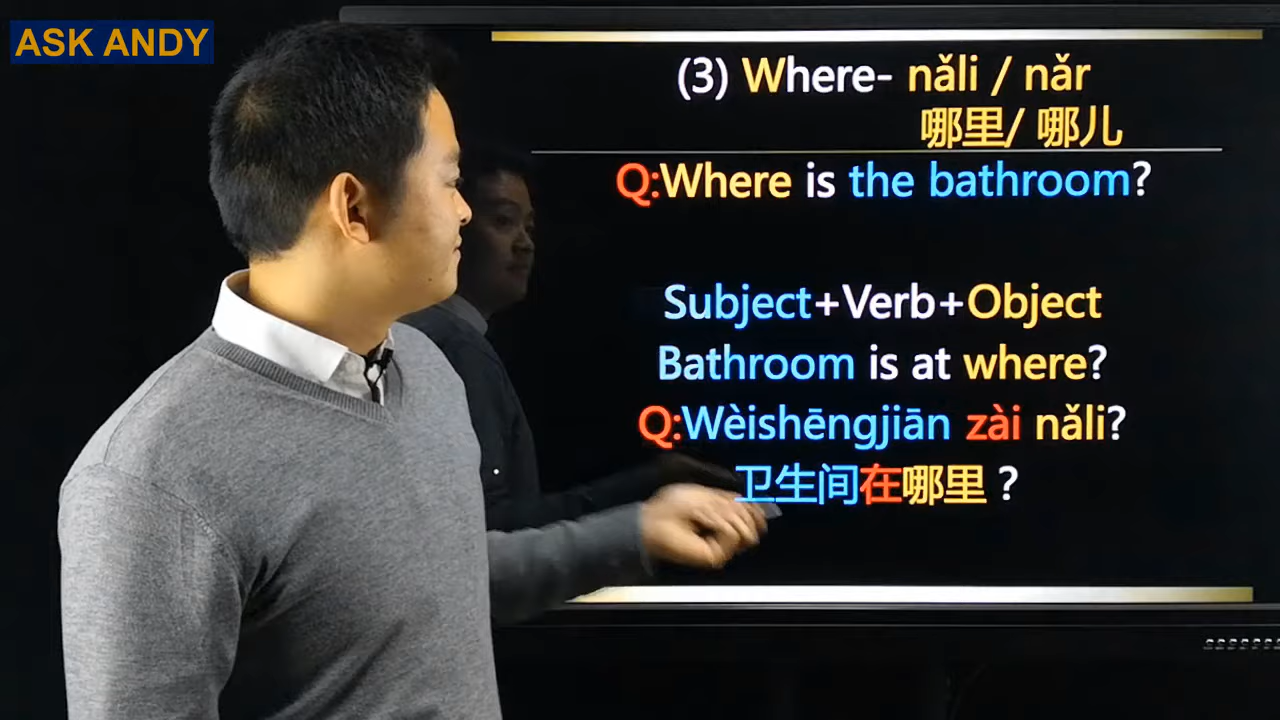 ASK ANDY
(3) Where- nǎli / nǎr
哪里/ 哪儿
Q:Where is the bathroom?
Subject+Verb+Object
Bathroom is at where?
Q:Wèishēngjiān zài nǎli?
卫生间在哪里？